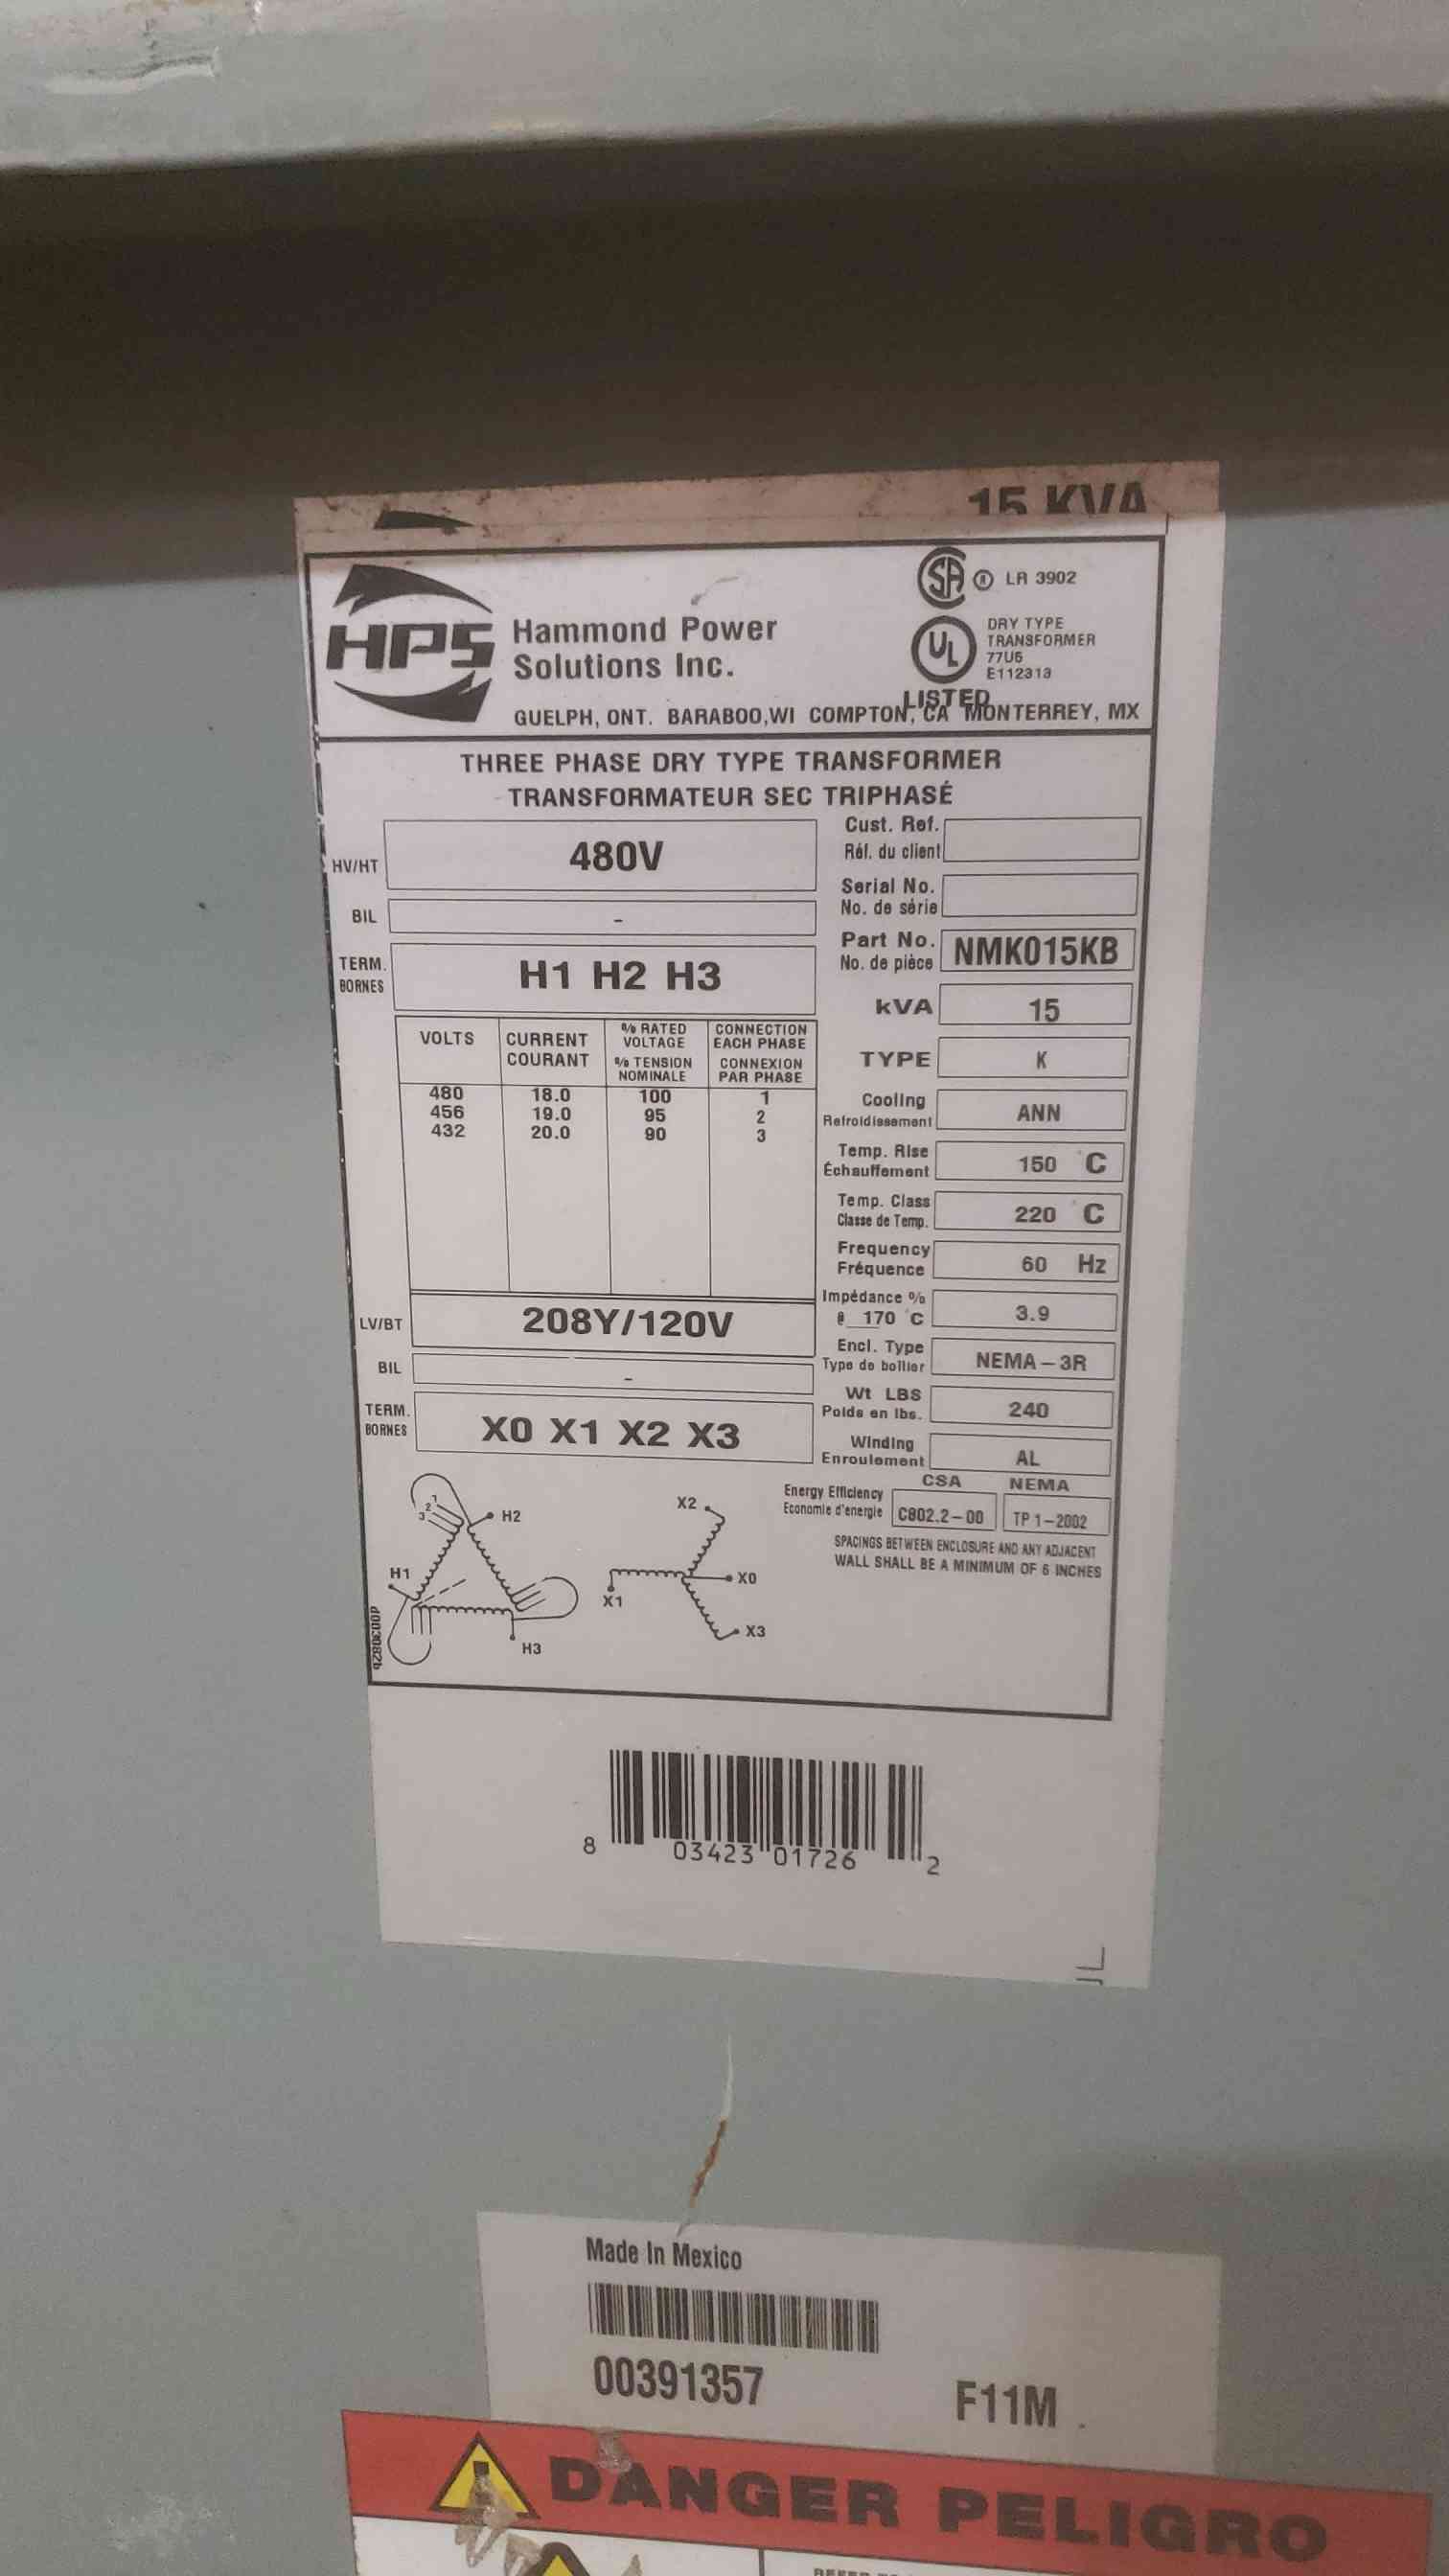 15 KVA
HPS
Hammond Power
Solutions Inc.
SA ® LR 3902
UL
LISTED
DRY TYPE
TRANSFORMER
77U6
E112313
GUELPH, ONT. BARABOO,WI COMPTON, CA MONTERREY, MX
THREE PHASE DRY TYPE TRANSFORMER
TRANSFORMATEUR SEC TRIPHASÉ
HV/HT 480V
BIL -
TERM. BORNES H1 H2 H3
VOLTS CURRENT COURANT % RATED VOLTAGE % TENSION NOMINALE CONNECTION EACH PHASE CONNEXION PAR PHASE
480 18.0 100 1
456 19.0 95 2
432 20.0 90 3
LV/BT 208Y/120V
BIL -
TERM. BORNES X0 X1 X2 X3
Cust. Ref.
Réf. du client
Serial No.
No. de série
Part No.
No. de pièce NMK015KB
kVA 15
TYPE K
Cooling
Refroidissement ANN
Temp. Rise
Échauffement 150 °C
Temp. Class
Classe de Temp. 220 °C
Frequency
Fréquence 60 Hz
Impédance %
@ 170 °C 3.9
Encl. Type
Type de boîtier NEMA-3R
Wt LBS
Poids en lbs. 240
Winding
Enroulement AL
CSA NEMA
Energy Efficiency
Economie d'energie C802.2-00 TP 1-2002
SPACINGS BETWEEN ENCLOSURE AND ANY ADJACENT
WALL SHALL BE A MINIMUM OF 6 INCHES
1
2
3
H2
H1
H3
X2
X0
X1
X3
d003082b
8 03423 01726 2
Made In Mexico
00391357 F11M
DANGER PELIGRO